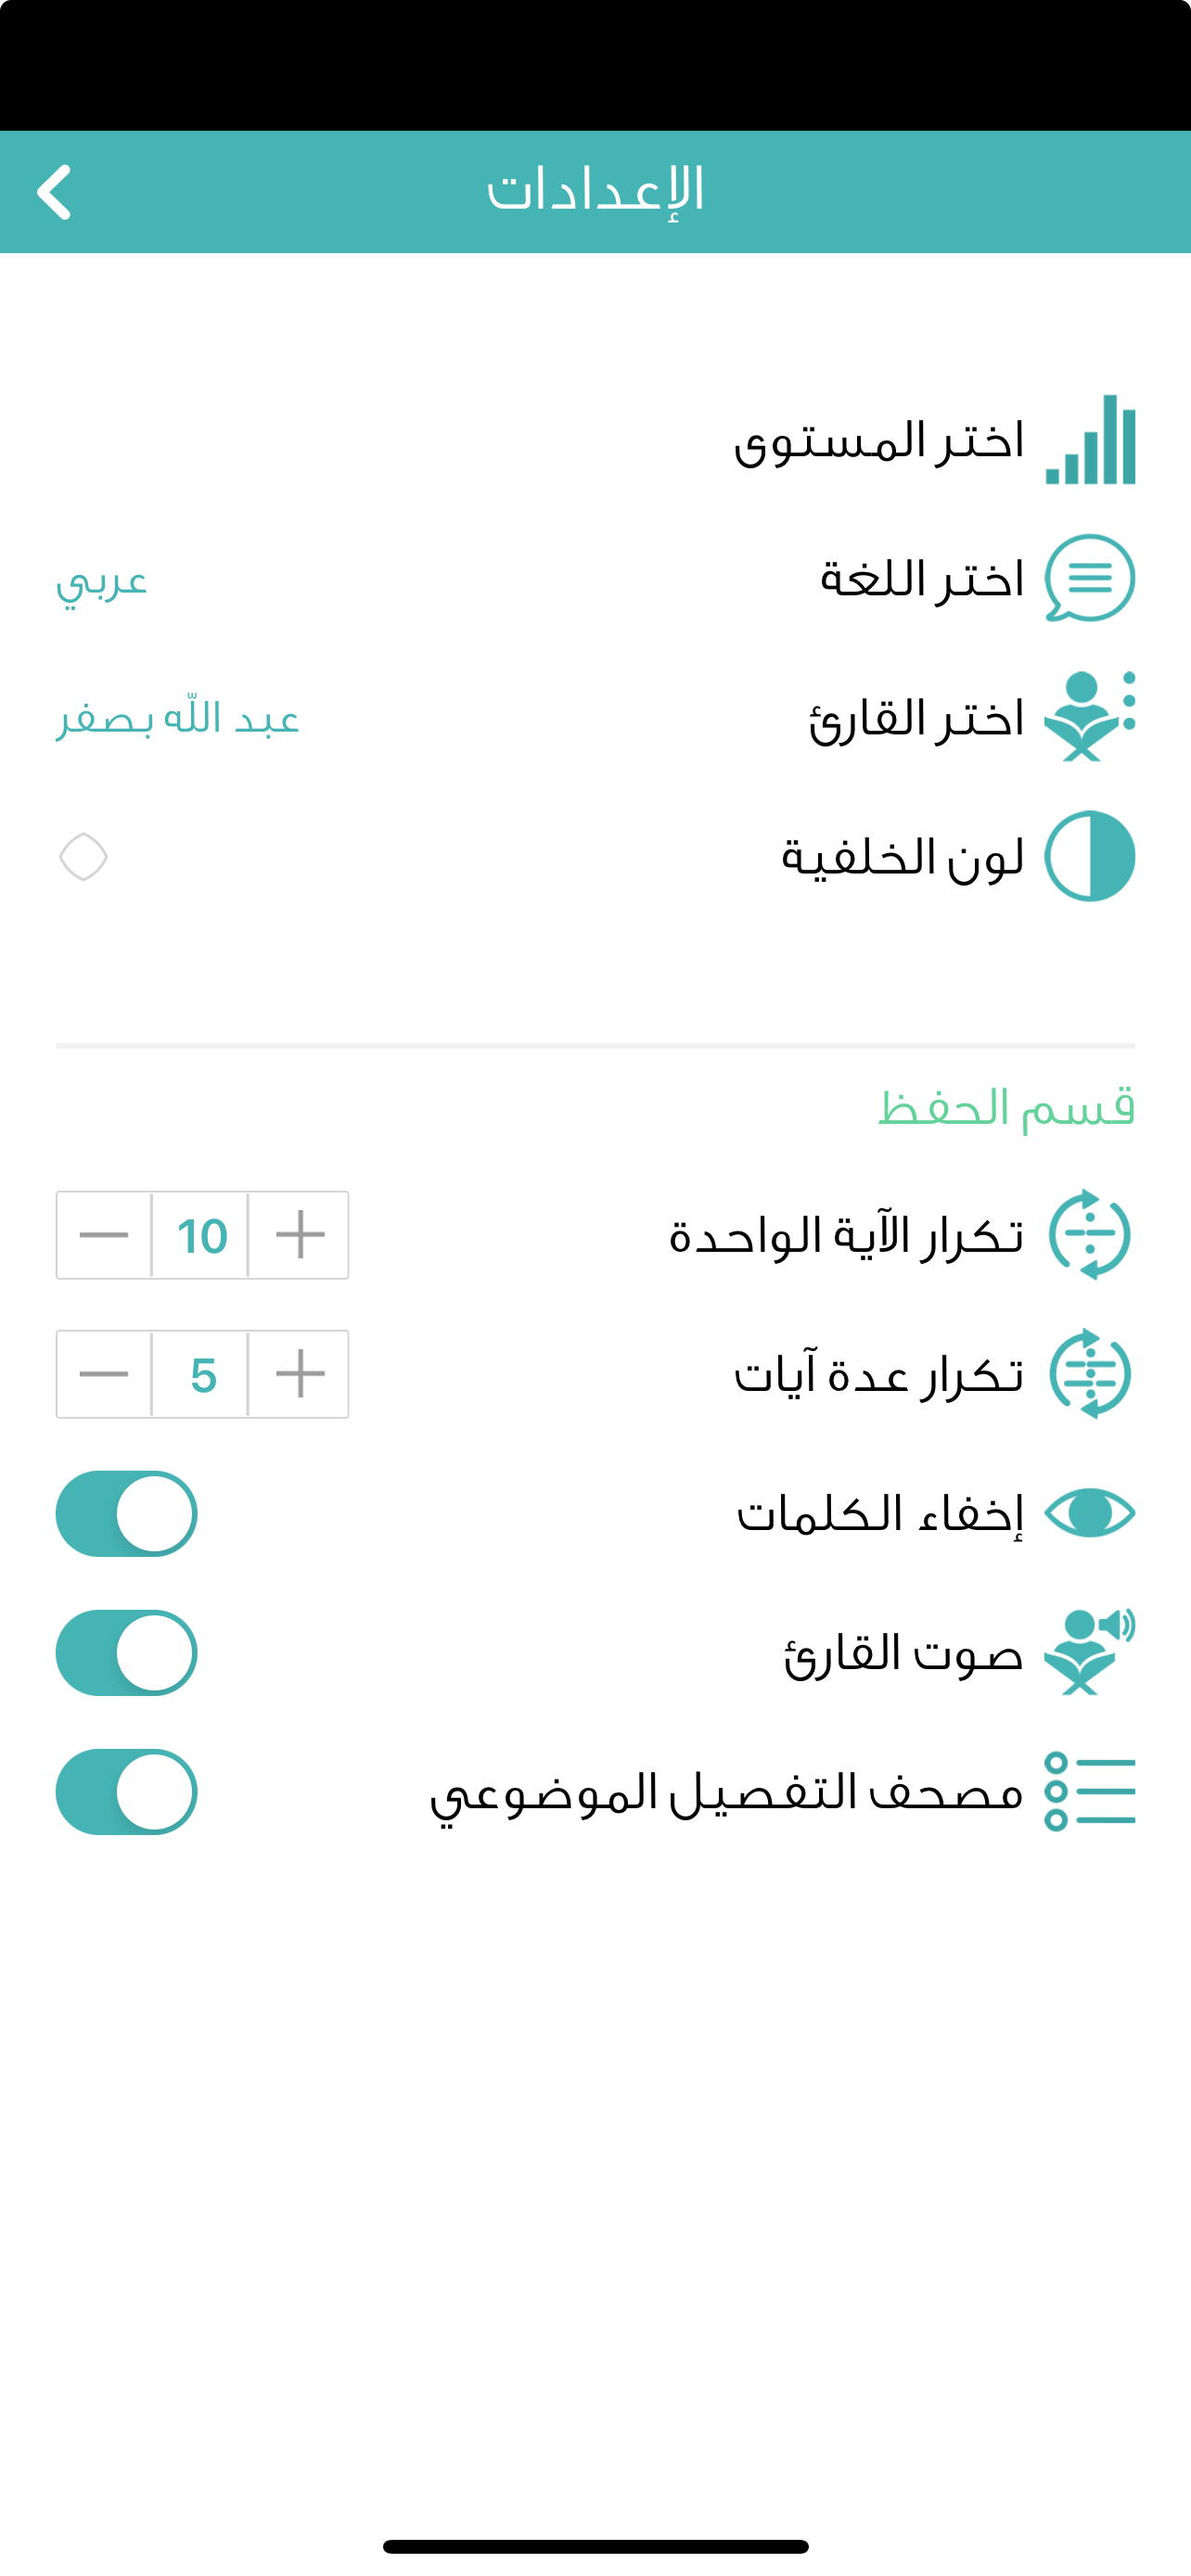 الإعدادات
اختر المستوى
اختر اللغة
عربي
اختر القارئ
عبد الله بصفر
لون الخلفية
قسم الحفظ
تكرار الآية الواحدة
10
تكرار عدة آيات
5
إخفاء الكلمات
صوت القارئ
مصحف التفصيل الموضوعي